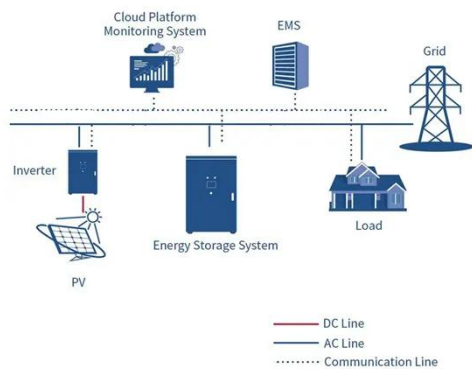 Cloud Platform
Monitoring System
EMS
Grid
Inverter
Energy Storage System
Load
PV
DC Line
AC Line
Communication Line